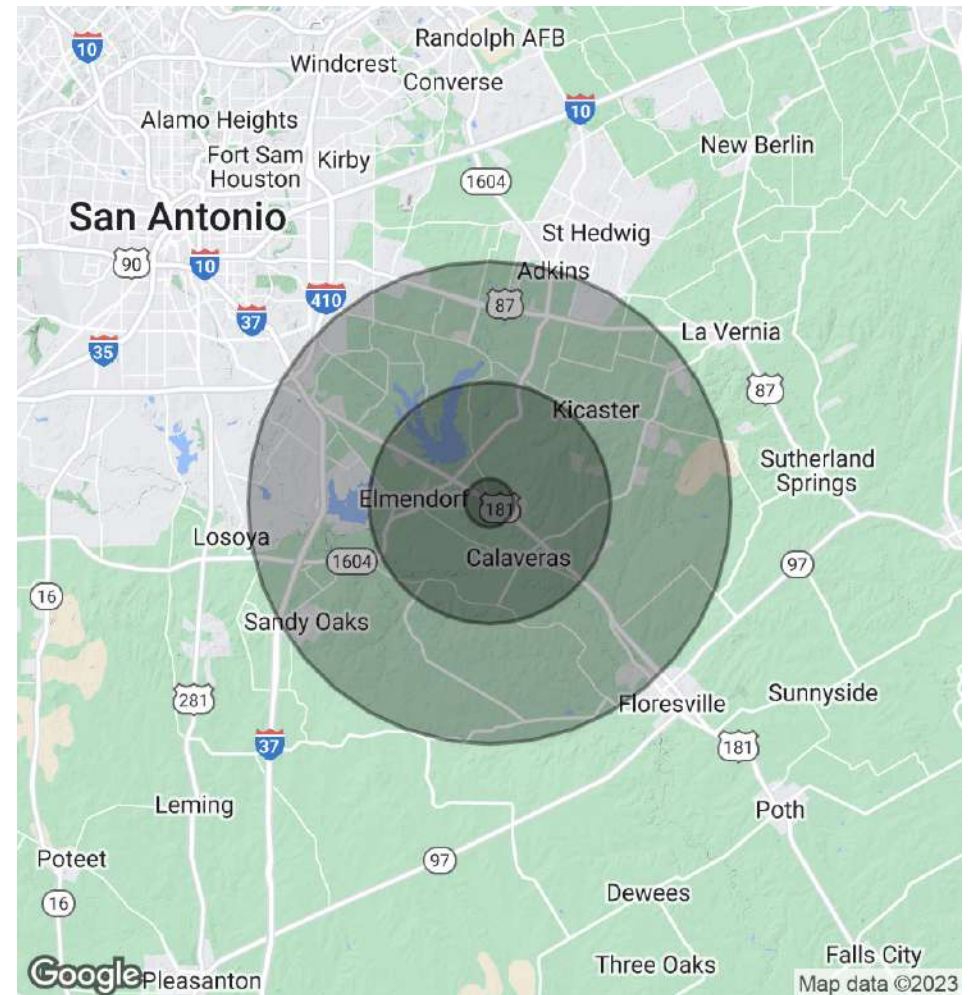 Randolph AFB
10
Windcrest
Converse
10
Alamo Heights
Fort Sam
Houston
Kirby
New Berlin
1604
San Antonio
St Hedwig
90
10
Adkins
410
87
37
La Vernia
35
87
Kicaster
Sutherland
Springs
Elmendorf
181
Losoya
1604
Calaveras
97
16
Sandy Oaks
281
Floresville
Sunnyside
37
181
Leming
Poth
Poteet
97
16
Dewees
Three Oaks
Falls City
Google
Pleasanton
Map data ©2023